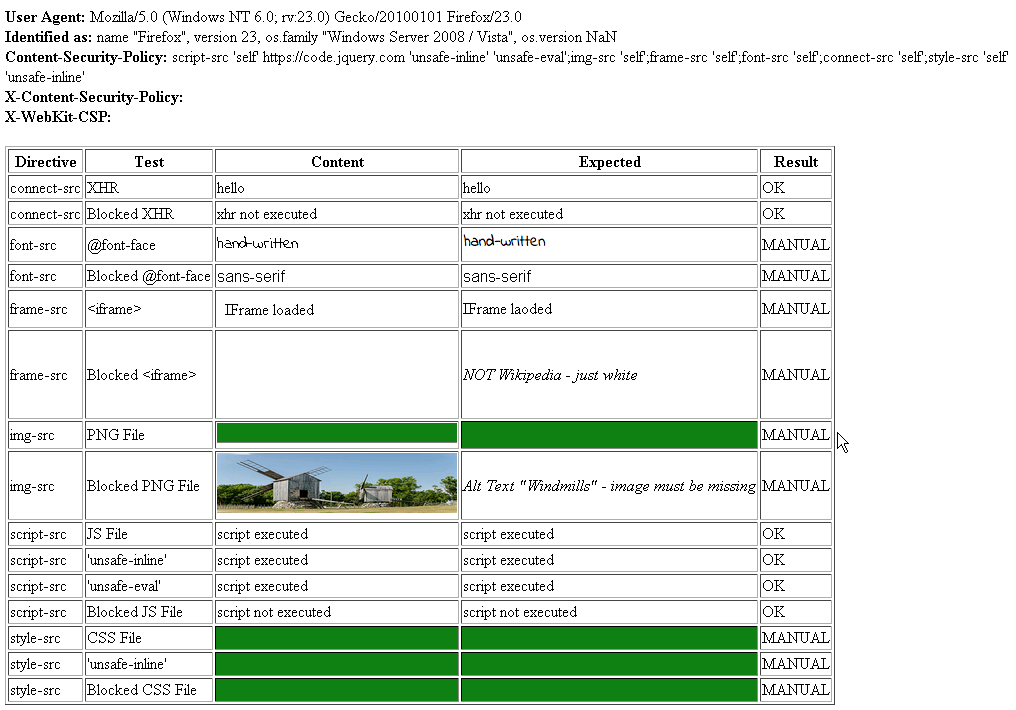 User Agent: Mozilla/5.0 (Windows NT 6.0; rv:23.0) Gecko/20100101 Firefox/23.0
Identified as: name "Firefox", version 23, os.family "Windows Server 2008 / Vista", os.version NaN
Content-Security-Policy: script-src 'self' https://code.jquery.com 'unsafe-inline' 'unsafe-eval';img-src 'self';frame-src 'self';font-src 'self';connect-src 'self';style-src 'self'
'unsafe-inline'
X-Content-Security-Policy:
X-WebKit-CSP:
Directive Test Content Expected Result
connect-src XHR hello hello OK
connect-src Blocked XHR xhr not executed xhr not executed OK
font-src @font-face hand-written hand-written MANUAL
font-src Blocked @font-face sans-serif sans-serif MANUAL
frame-src <iframe> IFrame loaded IFrame laoded MANUAL
frame-src Blocked <iframe> NOT Wikipedia - just white MANUAL
img-src PNG File MANUAL
img-src Blocked PNG File Alt Text "Windmills" - image must be missing MANUAL
script-src JS File script executed script executed OK
script-src 'unsafe-inline' script executed script executed OK
script-src 'unsafe-eval' script executed script executed OK
script-src Blocked JS File script not executed script not executed OK
style-src CSS File MANUAL
style-src 'unsafe-inline' MANUAL
style-src Blocked CSS File MANUAL